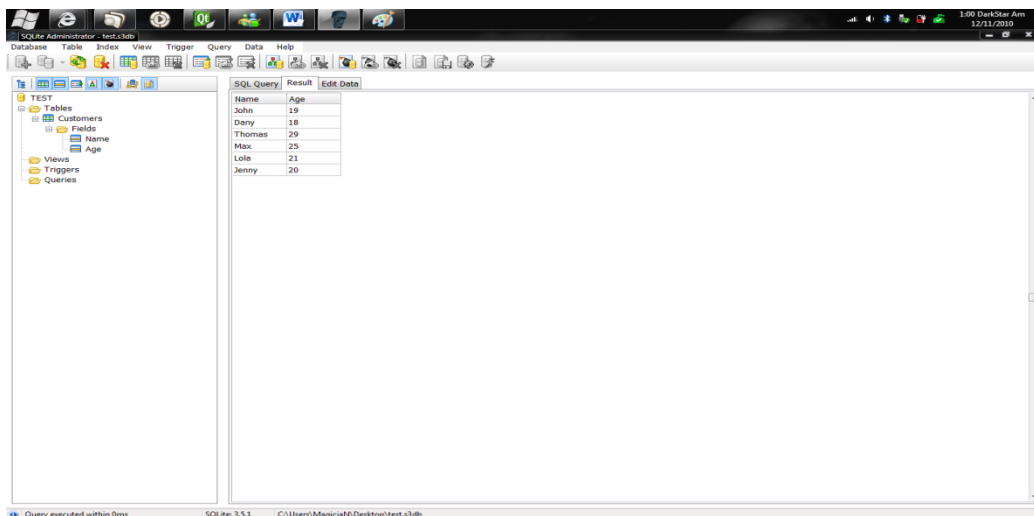 Qt
W
1:00 DarkStar Am
12/11/2010
SQLite Administrator - test.s3db
Database Table Index View Trigger Query Data Help
SQL Query Result Edit Data
TEST
Tables
Customers
Fields
Name
Age
Views
Triggers
Queries
Name Age
John 19
Dany 18
Thomas 29
Max 25
Lola 21
Jenny 20
Query executed within 0ms SQLite 3.5.1 C:\Users\MagiciaN\Desktop\test.s3db